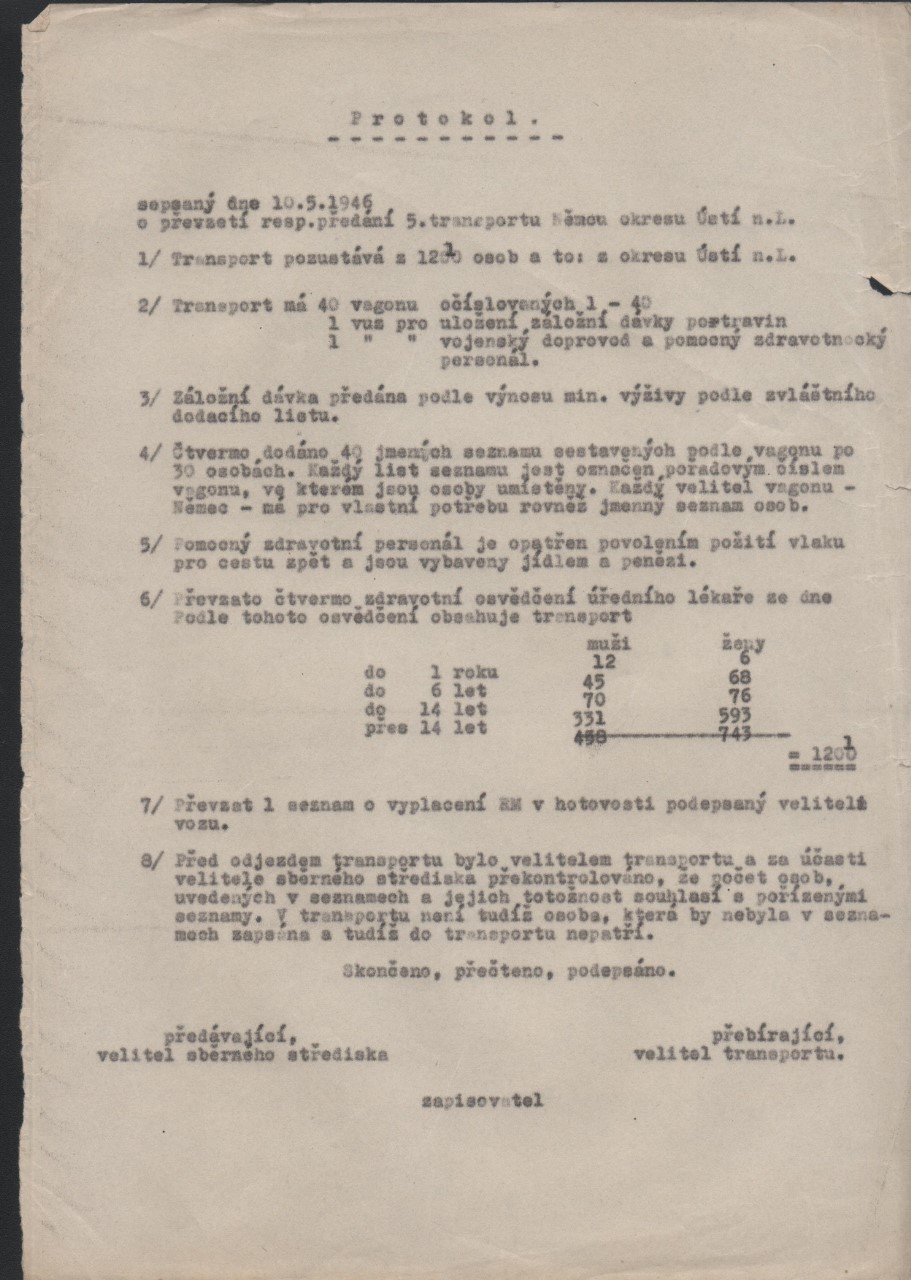 Protokol.
-----------
sepsaný dne 10.5.1946
o převzetí resp.předání 5.transportu Němcu okresu Ústí n.L.
1/ Transport pozustává z 1201 osob a to: z okresu Ústí n.L.
2/ Transport má 40 vagonu očíslovaných 1 - 40
1 vuz pro uložení záložní dávky postravin
1 " " vojenský doprovod a pomocný zdravotnocký
personál.
3/ Záložní dávka předána podle výnosu min. výživy podle zvláštního
dodacího listu.
4/ Čtvermo dodáno 40 jmených seznamu sestavených podle vagonu po
30 osobách. Každý list seznamu jest označen pořadovým číslem
vagonu, ve kterém jsou osoby umístěny. Každý velitel vagonu -
Němec - má pro vlastní potřebu rovněž jmenný seznam osob.
5/ Pomocný zdravotní personál je opatřen povolením požití vlaku
pro cestu zpět a jsou vybaveny jídlem a penězi.
6/ Převzato čtvermo zdravotní osvědčení úředního lékaře ze dne
Podle tohoto osvědčení obsahuje transport
muži ženy
do 1 roku 12 6
do 6 let 45 68
do 14 let 70 76
přes 14 let 331 593
458 743
= 1201
======
7/ Převzat 1 seznam o vyplacení RM v hotovosti podepsaný veliteli
vozu.
8/ Před odjezdem transportu bylo velitelem transportu a za účasti
velitele sběrného střediska překontrolováno, že počet osob,
uvedených v seznamech a jejich totožnost souhlasí s pořízenými
seznamy. V transportu není tudíž osoba, která by nebyla v sezna-
mech zapsána a tudíž do transportu nepatří.
Skončeno, přečteno, podepsáno.
předávající, přebírající,
velitel sběrného střediska velitel transportu.
zapisovatel